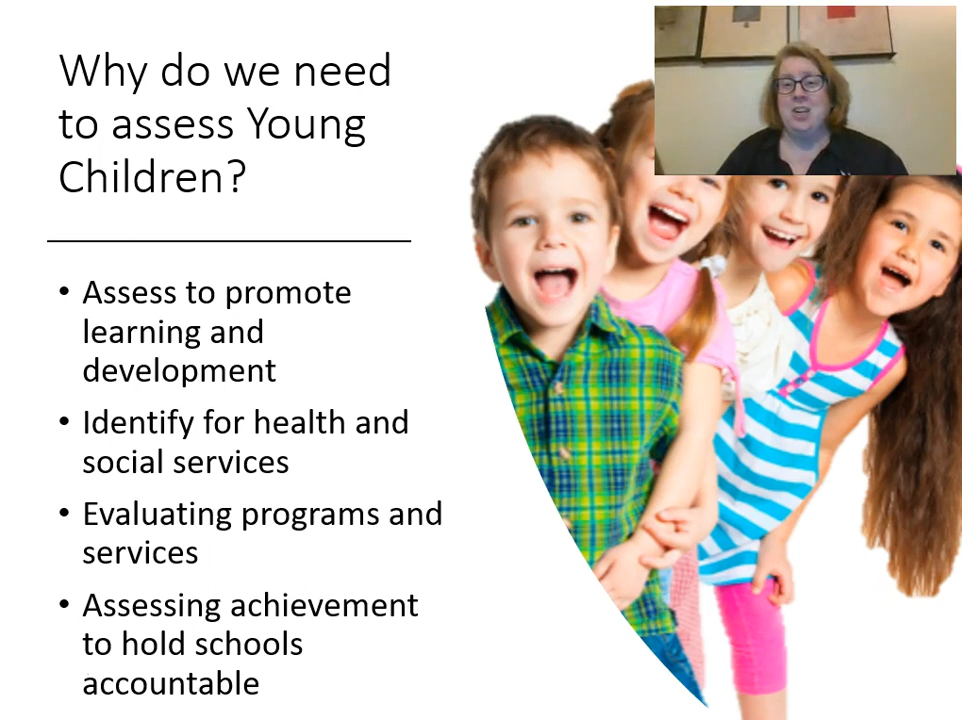 Why do we need
to assess Young
Children?
• Assess to promote
learning and
development
• Identify for health and
social services
• Evaluating programs and
services
• Assessing achievement
to hold schools
accountable